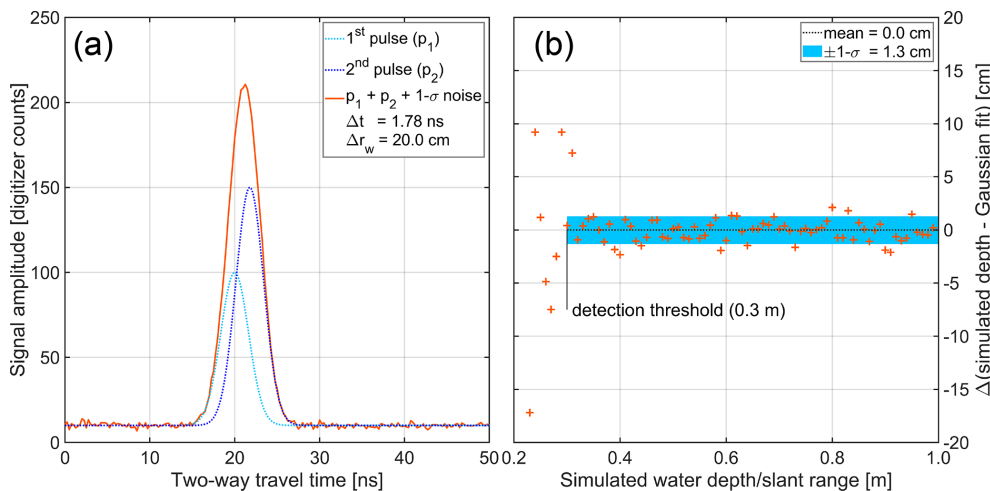 (a)
250
200
150
100
50
0
Signal amplitude [digitizer counts]
1st pulse (p1)
2nd pulse (p2)
p1 + p2 + 1-σ noise
Δt = 1.78 ns
Δrw = 20.0 cm
0 10 20 30 40 50
Two-way travel time [ns]
(b)
mean = 0.0 cm
±1-σ = 1.3 cm
detection threshold (0.3 m)
20
15
10
5
0
-5
-10
-15
-20
Δ(simulated depth - Gaussian fit) [cm]
0.2 0.4 0.6 0.8 1.0
Simulated water depth/slant range [m]